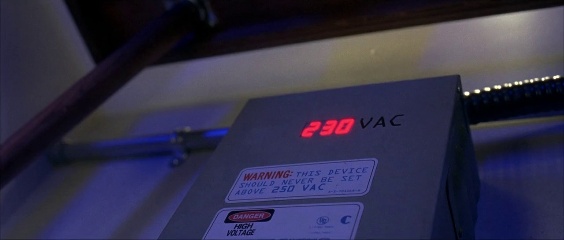 230 VAC
WARNING: THIS DEVICE
SHOULD NEVER BE SET
ABOVE 250 VAC
DANGER
HIGH
VOLTAGE